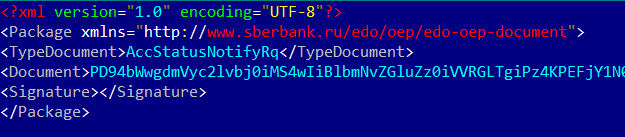 <?xml version="1.0" encoding="UTF-8"?>
<Package xmlns="http://www.sberbank.ru/edo/oep/edo-oep-document">
<TypeDocument>AccStatusNotifyRq</TypeDocument>
<Document>PD94bWwgdmVyc2lvbj0iMS4wIiBlbmNvZGluZz0iVVRGLTgiPz4KPEFjY1N0
<Signature></Signature>
</Package>